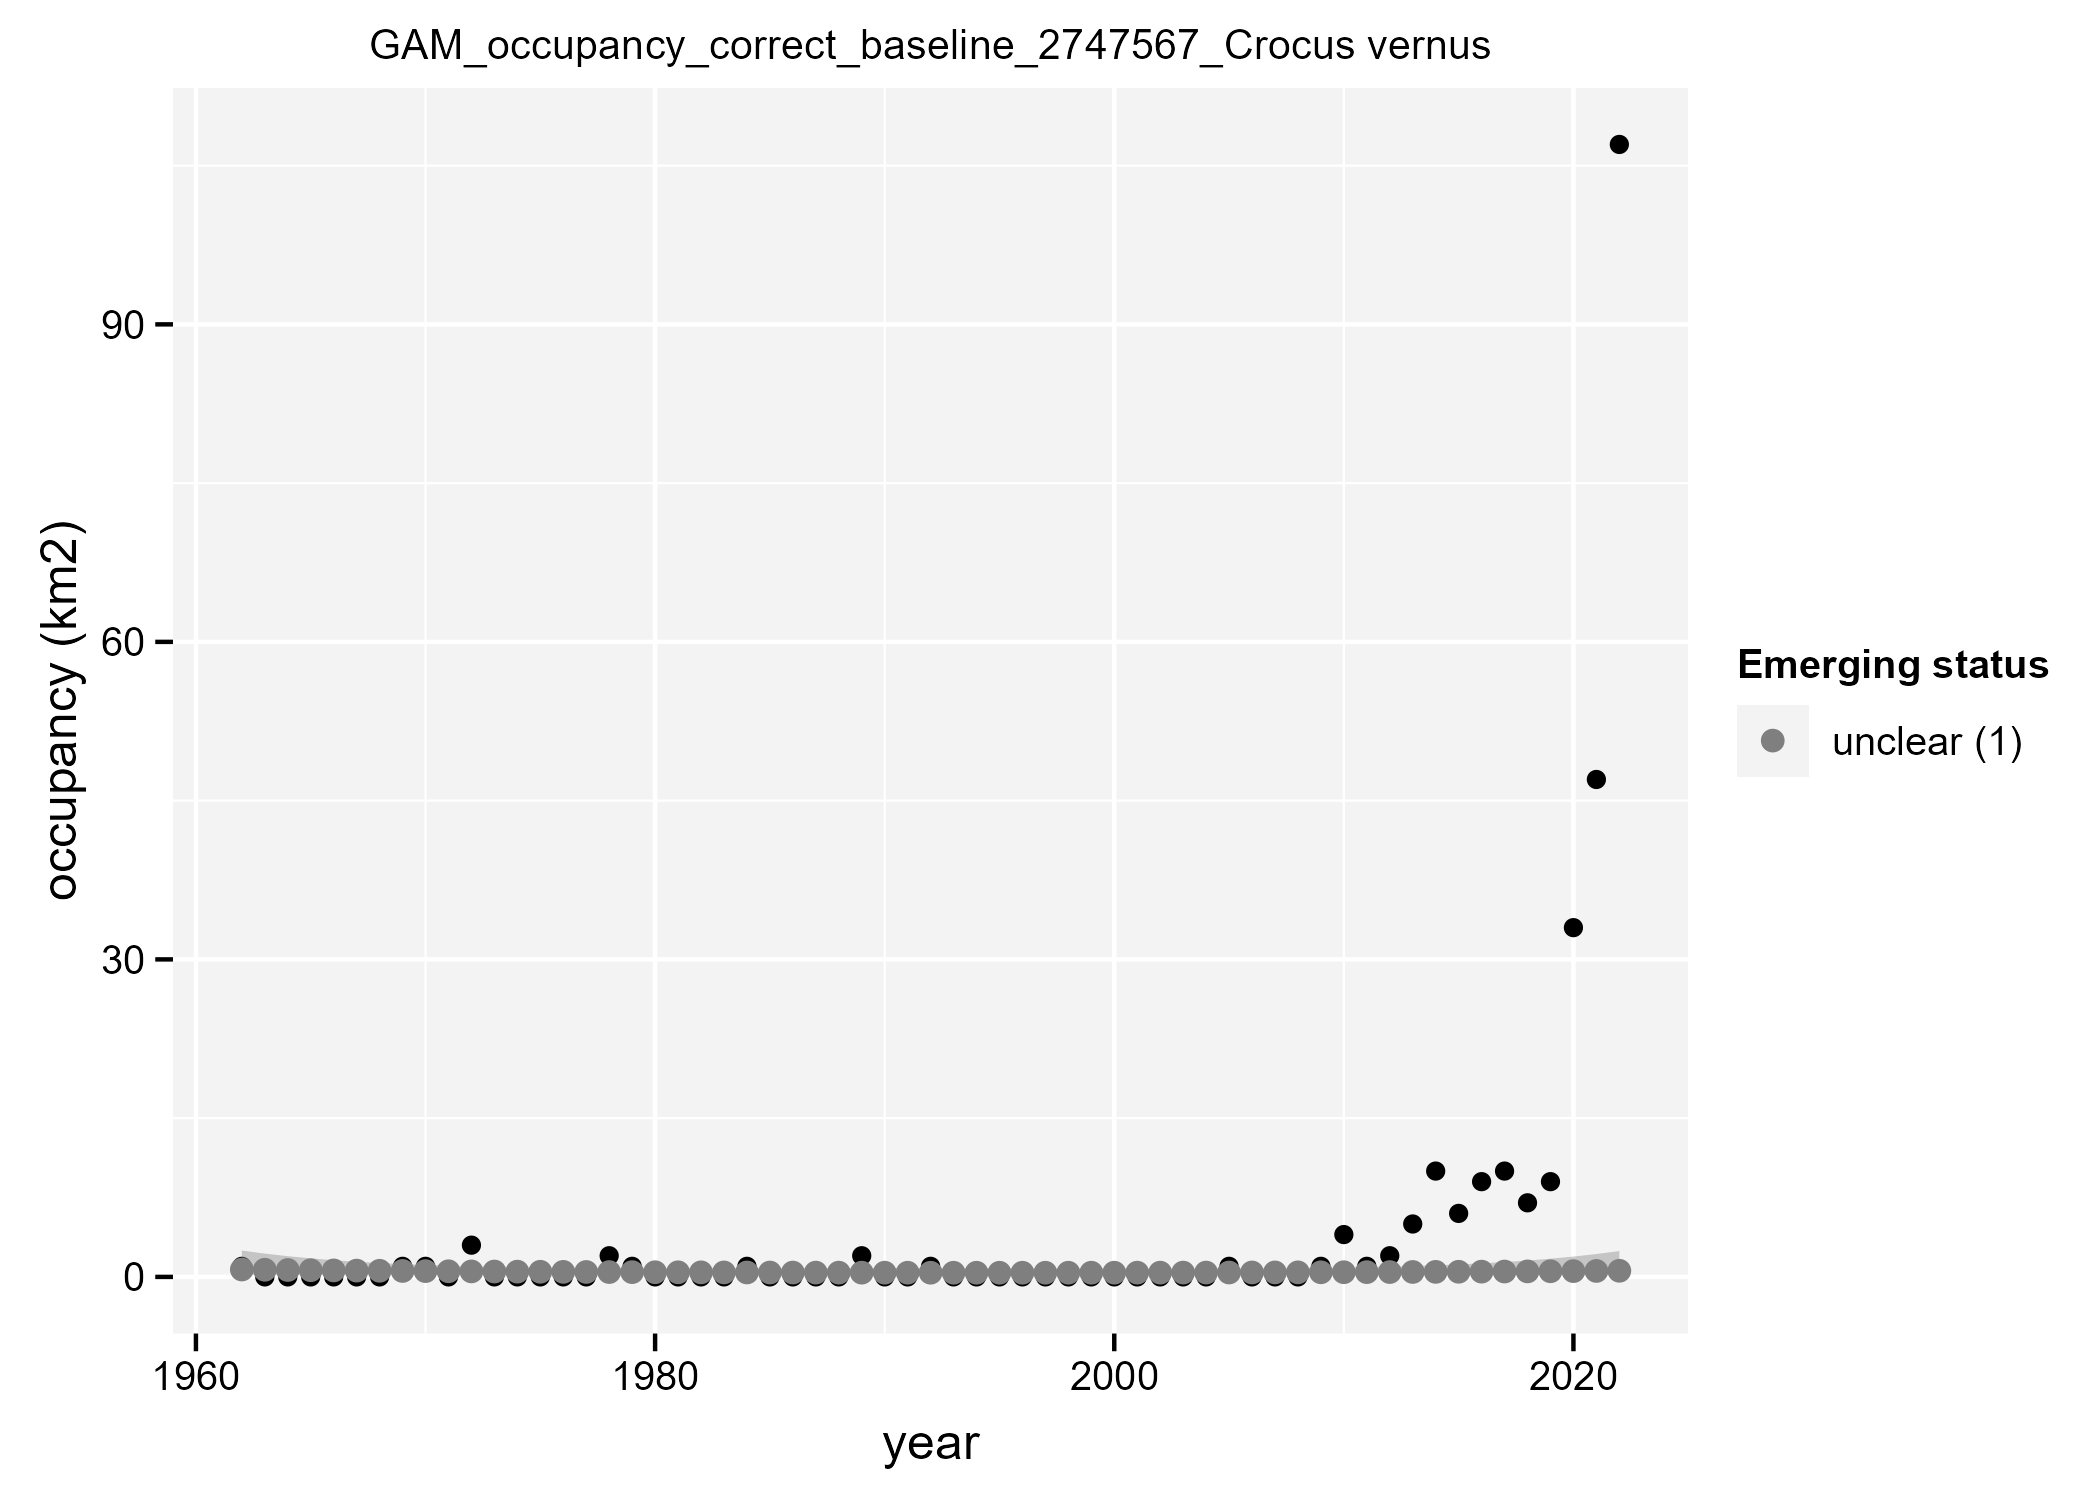 GAM_occupancy_correct_baseline_2747567_Crocus vernus
occupancy (km2)
90
60
30
0
1960
1980
2000
2020
year
Emerging status
unclear (1)